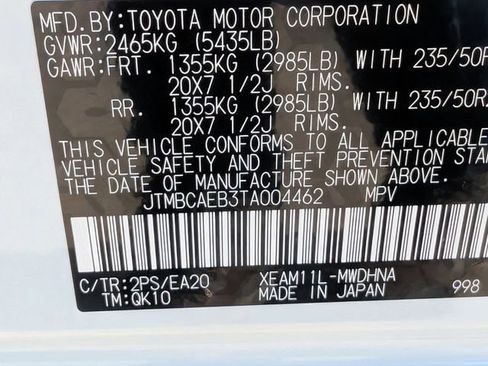 MFD.BY:TOYOTA MOTOR CORPORATION
GVWR:2465KG (5435LB)
GAWR:FRT. 1355KG (2985LB) WITH 235/50R
20X7 1/2J RIMS.
RR. 1355KG (2985LB) WITH 235/50R2
20X7 1/2J RIMS.
THIS VEHICLE CONFORMS TO ALL APPLICABLE
VEHICLE SAFETY AND THEFT PREVENTION STAN
THE DATE OF MANUFACTURE SHOWN ABOVE.
JTMBCAEB3TA004462 MPV
C/TR:2PS/EA20 XEAM11L-MWDHNA
TM:QK10 MADE IN JAPAN 998